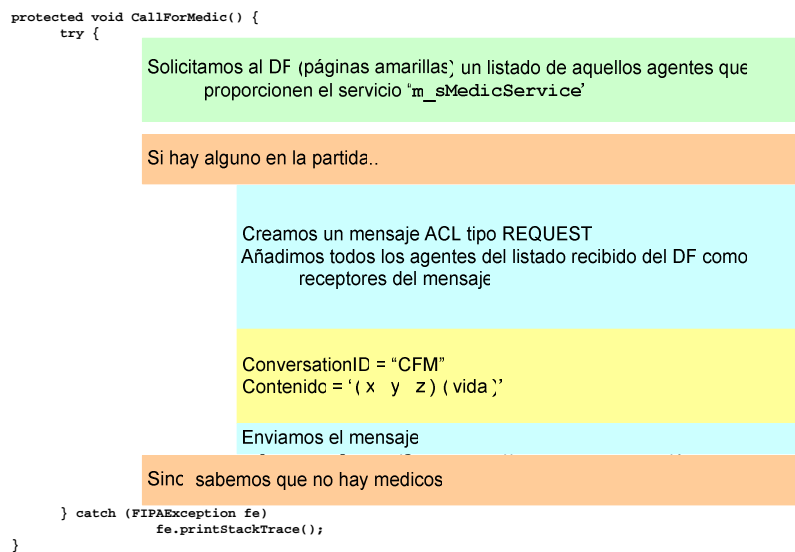 protected void CallForMedic() {
try {
Solicitamos al DF (páginas amarillas) un listado de aquellos agentes que
proporcionen el servicio ‘m_sMedicService’
Si hay alguno en la partida..
Creamos un mensaje ACL tipo REQUEST
Añadimos todos los agentes del listado recibido del DF como
receptores del mensaje
ConversationID = “CFM”
Contenido = ‘( x y z ) ( vida )’
Enviamos el mensaje
Sino sabemos que no hay medicos
} catch (FIPAException fe)
fe.printStackTrace();
}